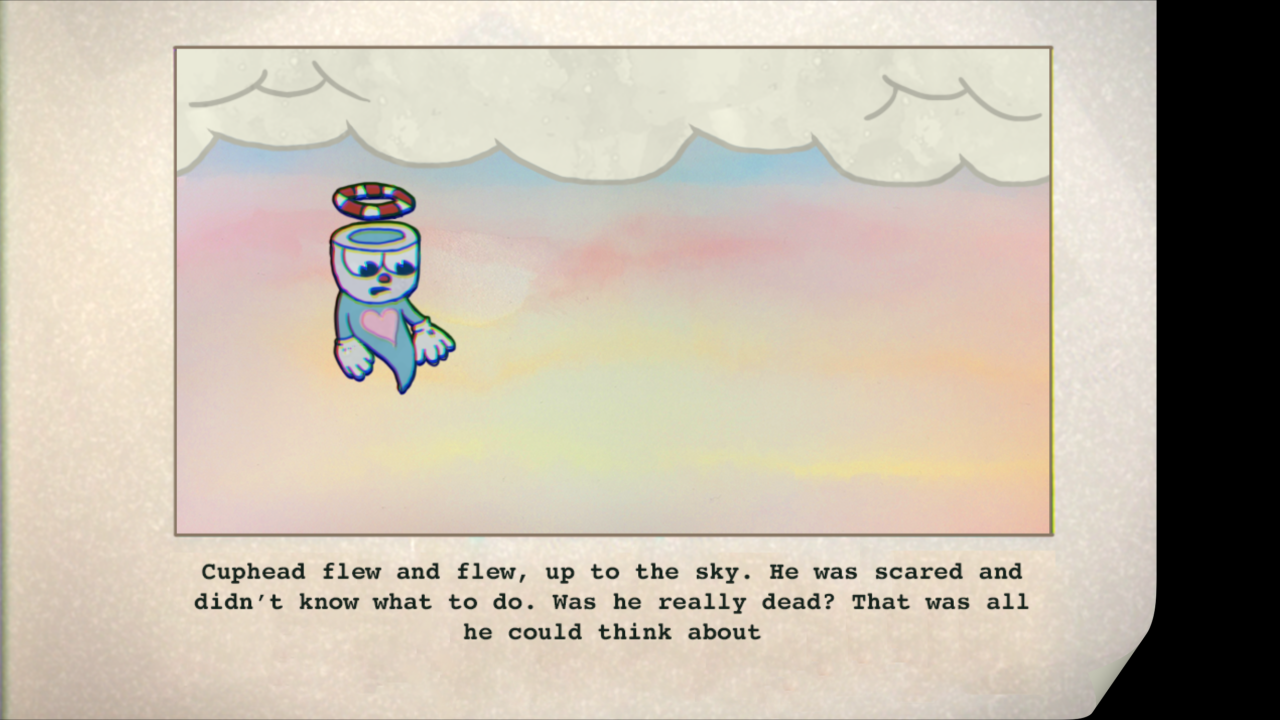 Cuphead flew and flew, up to the sky. He was scared and
didn’t know what to do. Was he really dead? That was all
he could think about